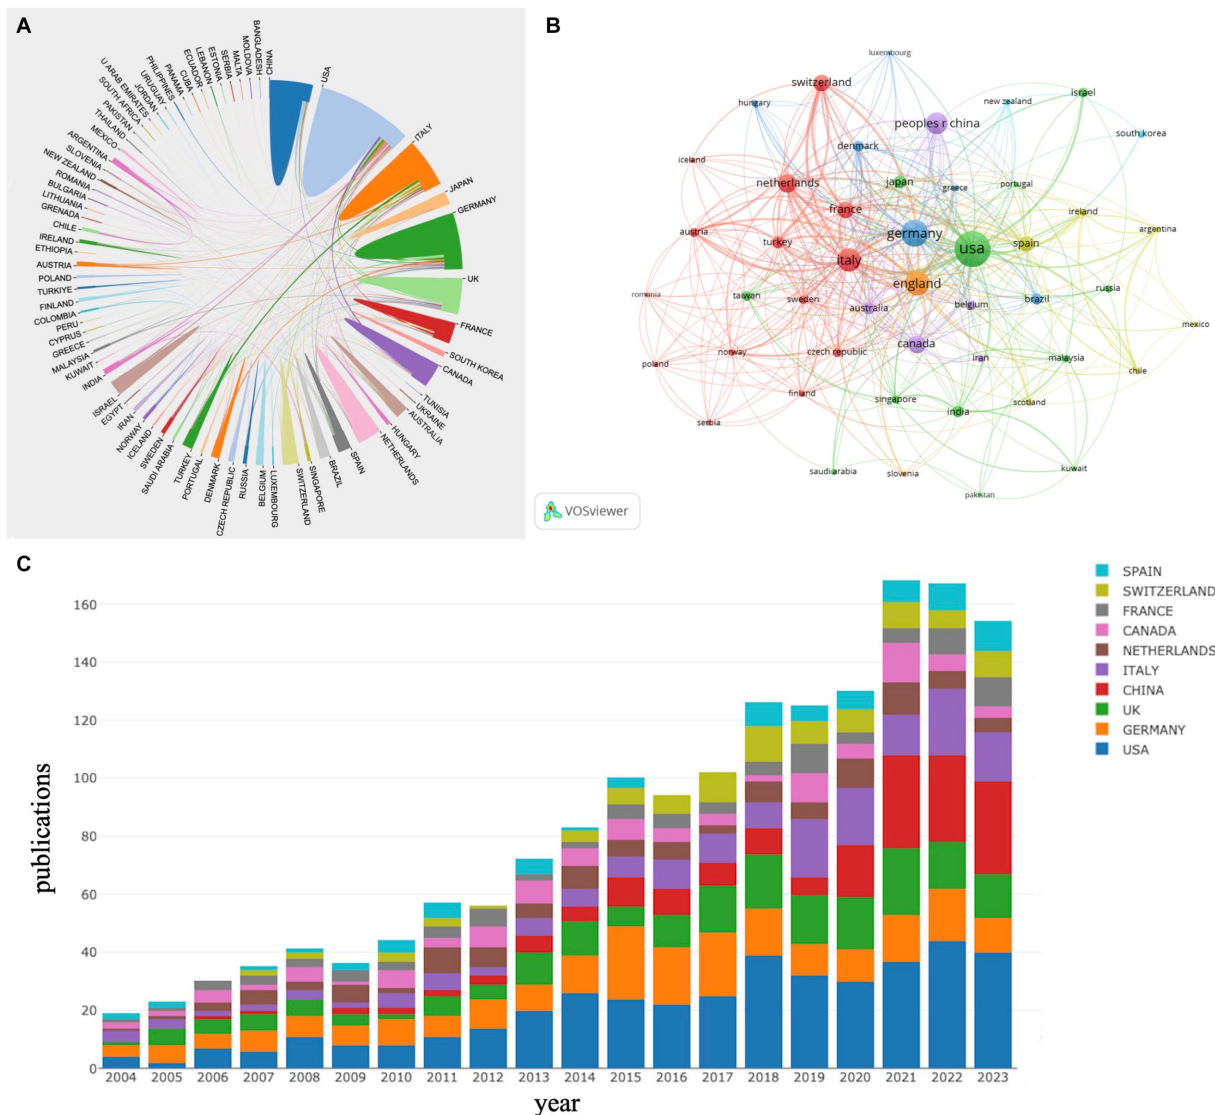 A
CHINA
USA
ITALY
JAPAN
GERMANY
UK
FRANCE
SOUTH KOREA
CANADA
TUNISIA
UKRAINE
AUSTRALIA
HUNGARY
NETHERLANDS
SPAIN
BRAZIL
SINGAPORE
SWITZERLAND
LUXEMBOURG
BELGIUM
RUSSIA
CZECH REPUBLIC
DENMARK
PORTUGAL
TURKEY
SAUDI ARABIA
SWEDEN
ICELAND
NORWAY
IRAN
EGYPT
ISRAEL
INDIA
KUWAIT
MALAYSIA
GREECE
CYPRUS
PERU
COLOMBIA
FINLAND
TURKIYE
POLAND
AUSTRIA
ETHIOPIA
IRELAND
CHILE
GRENADA
LITHUANIA
BULGARIA
ROMANIA
NEW ZEALAND
SLOVENIA
ARGENTINA
MEXICO
THAILAND
PAKISTAN
SOUTH AFRICA
U ARAB EMIRATES
JORDAN
URUGUAY
PHILIPPINES
PANAMA
CUBA
ECUADOR
LEBANON
ESTONIA
SERBIA
MALTA
MOLDOVA
BANGLADESH
B
luxembourg
switzerland
israel
hungary
new zealand
peoples r china
south korea
denmark
iceland
netherlands
japan
greece
portugal
france
ireland
austria
turkey
germany
usa
spain
argentina
italy
england
romania
taiwan
sweden
australia
belgium
brazil
russia
mexico
canada
norway
czech republic
iran
malaysia
poland
chile
finland
singapore
scotland
india
serbia
saudi arabia
slovenia
kuwait
pakistan
VOSviewer
C
SPAIN
SWITZERLAND
FRANCE
CANADA
NETHERLANDS
ITALY
CHINA
UK
GERMANY
USA
160
140
120
100
80
60
40
20
0
publications
2004 2005 2006 2007 2008 2009 2010 2011 2012 2013 2014 2015 2016 2017 2018 2019 2020 2021 2022 2023
year